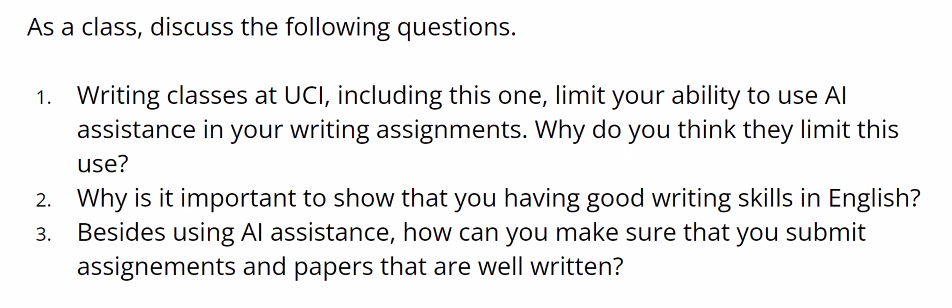 As a class, discuss the following questions.
1. Writing classes at UCI, including this one, limit your ability to use AI
assistance in your writing assignments. Why do you think they limit this
use?
2. Why is it important to show that you having good writing skills in English?
3. Besides using AI assistance, how can you make sure that you submit
assignements and papers that are well written?